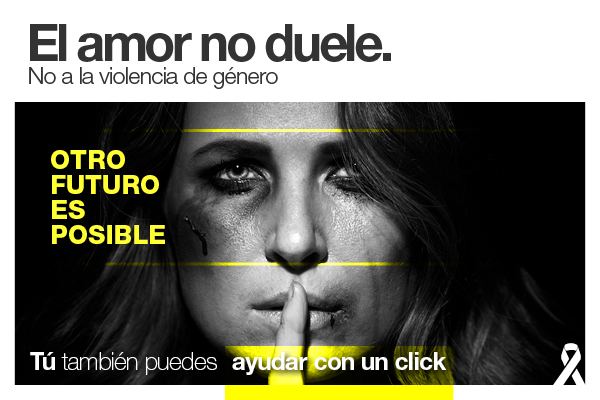 El amor no duele.
No a la violencia de género
OTRO
FUTURO
ES
POSIBLE
Tú también puedes ayudar con un click